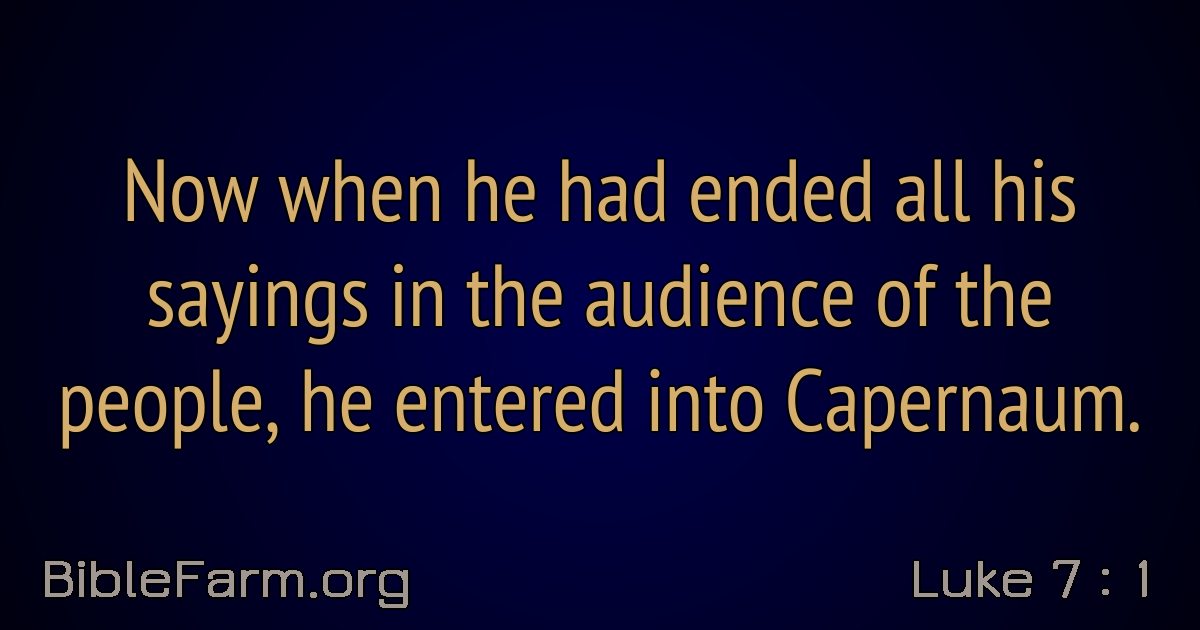 Now when he had ended all his
sayings in the audience of the
people, he entered into Capernaum.
BibleFarm.org
Luke 7 : 1